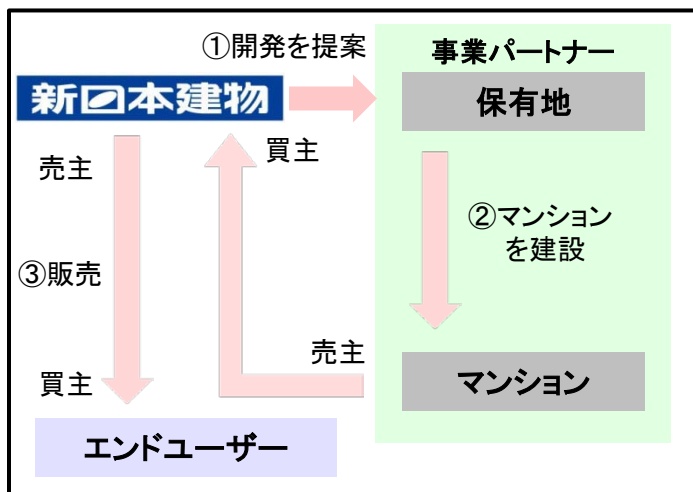 ①開発を提案
事業パートナー
新日本建物
保有地
売主
買主
②マンション
を建設
③販売
売主
買主
マンション
エンドユーザー